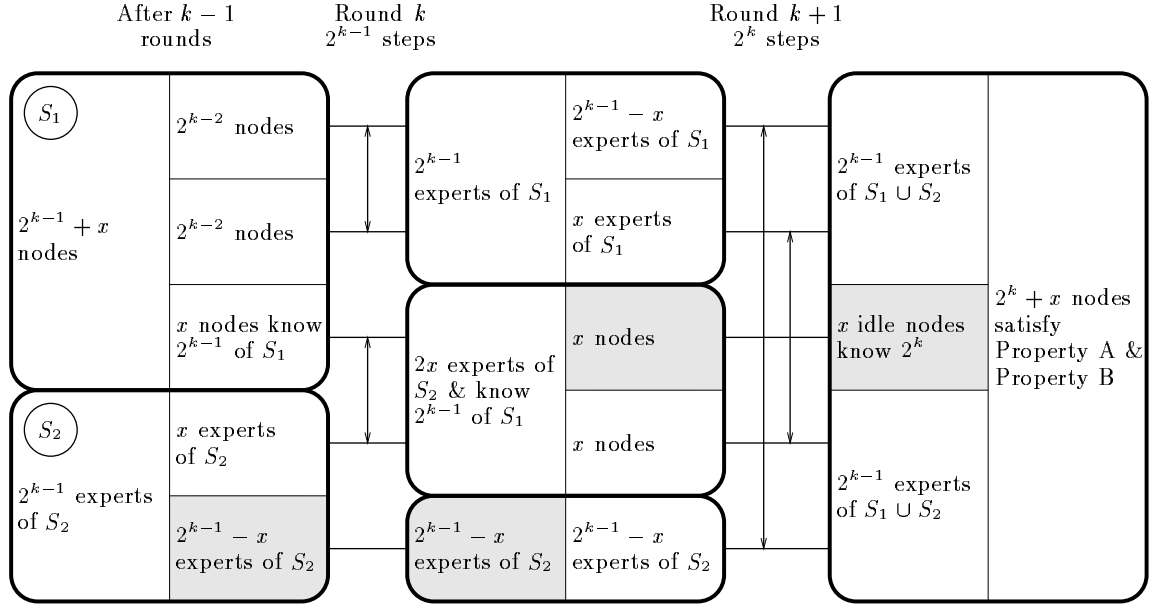 After $k-1$
rounds
Round $k$
$2^{k-1}$ steps
Round $k+1$
$2^k$ steps
$S_1$
$2^{k-1}+x$
nodes
$2^{k-2}$ nodes
$2^{k-2}$ nodes
$x$ nodes know
$2^{k-1}$ of $S_1$
$S_2$
$2^{k-1}$ experts
of $S_2$
$x$ experts
of $S_2$
$2^{k-1}-x$
experts of $S_2$
$2^{k-1}$
experts of $S_1$
$2^{k-1}-x$
experts of $S_1$
$x$ experts
of $S_1$
$2x$ experts of
$S_2$ & know
$2^{k-1}$ of $S_1$
$x$ nodes
$x$ nodes
$2^{k-1}-x$
experts of $S_2$
$2^{k-1}-x$
experts of $S_2$
$2^{k-1}$ experts
of $S_1 \cup S_2$
$x$ idle nodes
know $2^k$
$2^{k-1}$ experts
of $S_1 \cup S_2$
$2^k+x$ nodes
satisfy
Property A &
Property B